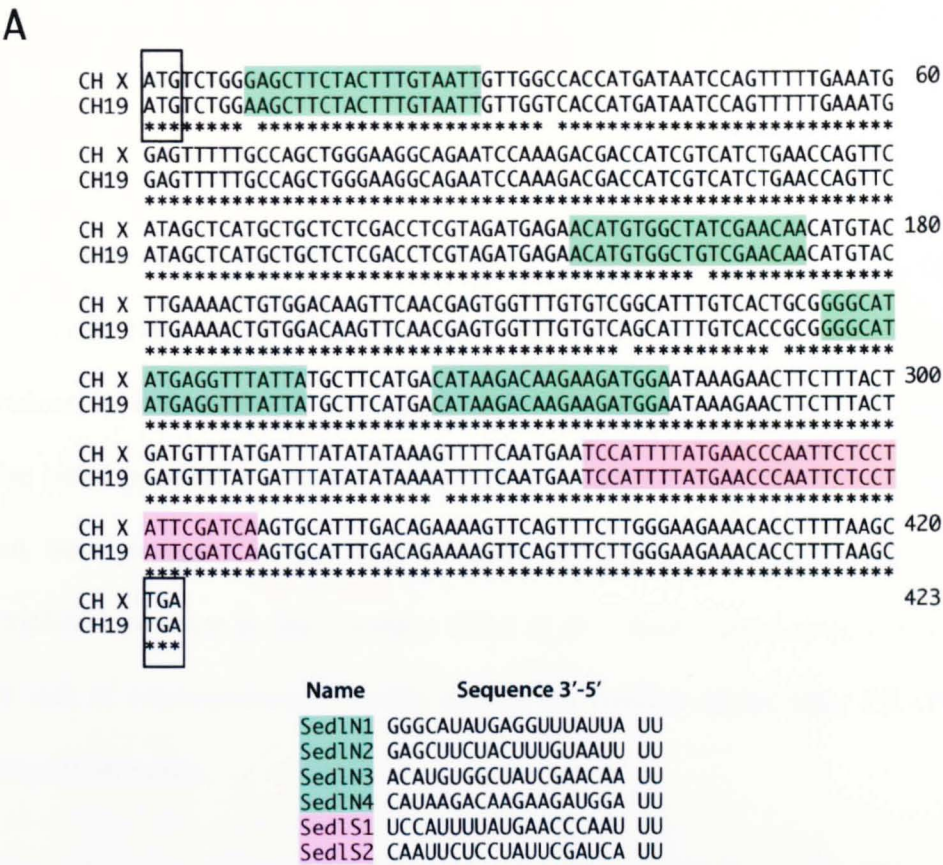 A
CH X ATGTCTGGGAGCTTCTACTTTGTAATTGTTGGCCACCATGATAATCCAGTTTTTGAAATG 60
CH19 ATGTCTGGAAGCTTCTACTTTGTAATTGTTGGTCACCATGATAATCCAGTTTTTGAAATG
******** *********************** ***************************
CH X GAGTTTTTGCCAGCTGGGAAGGCAGAATCCAAAGACGACCATCGTCATCTGAACCAGTTC
CH19 GAGTTTTTGCCAGCTGGGAAGGCAGAATCCAAAGACGACCATCGTCATCTGAACCAGTTC
************************************************************
CH X ATAGCTCATGCTGCTCTCGACCTCGTAGATGAGAACATGTGGCTATCGAACAACATGTAC 180
CH19 ATAGCTCATGCTGCTCTCGACCTCGTAGATGAGAACATGTGGCTGTCGAACAACATGTAC
******************************************** ***************
CH X TTGAAAACTGTGGACAAGTTCAACGAGTGGTTTGTGTCGGCATTTGTCACTGCGGGGCAT
CH19 TTGAAAACTGTGGACAAGTTCAACGAGTGGTTTGTGTCAGCATTTGTCACCGCGGGGCAT
************************************** *********** *********
CH X ATGAGGTTTATTATGCTTCATGACATAAGACAAGAAGATGGAATAAAGAACTTCTTTACT 300
CH19 ATGAGGTTTATTATGCTTCATGACATAAGACAAGAAGATGGAATAAAGAACTTCTTTACT
************************************************************
CH X GATGTTTATGATTTATATATAAAGTTTTCAATGAATCCATTTTATGAACCCAATTCTCCT
CH19 GATGTTTATGATTTATATATAAAATTTTCAATGAATCCATTTTATGAACCCAATTCTCCT
*********************** ************************************
CH X ATTCGATCAAGTGCATTTGACAGAAAAGTTCAGTTTCTTGGGAAGAAACACCTTTTAAGC 420
CH19 ATTCGATCAAGTGCATTTGACAGAAAAGTTCAGTTTCTTGGGAAGAAACACCTTTTAAGC
************************************************************
CH X TGA 423
CH19 TGA
***
Name Sequence 3′-5′
SedlN1 GGGCAUAUGAGGUUUAUUA UU
SedlN2 GAGCUUCUACUUUGUAAUU UU
SedlN3 ACAUGUGGCUAUCGAACAA UU
SedlN4 CAUAAGACAAGAAGAUGGA UU
SedlS1 UCCAUUUUAUGAACCCAAU UU
SedlS2 CAAUUCUCCUAUUCGAUCA UU